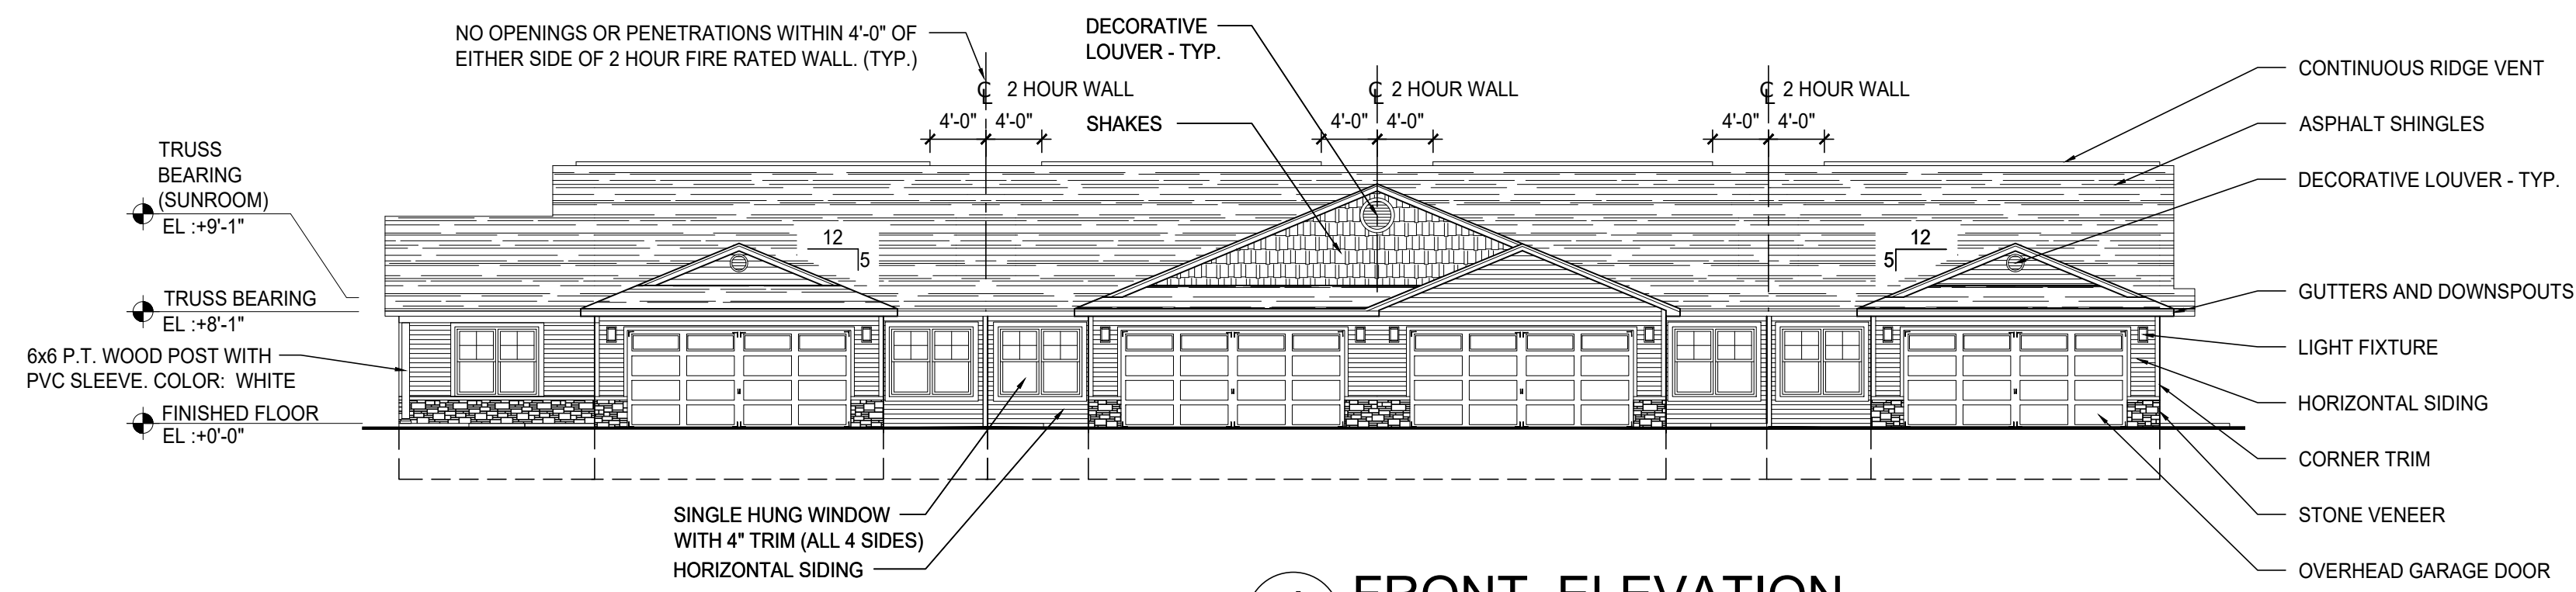 NO OPENINGS OR PENETRATIONS WITHIN 4'-0" OF
EITHER SIDE OF 2 HOUR FIRE RATED WALL. (TYP.)
DECORATIVE
LOUVER - TYP.
SHAKES
℄ 2 HOUR WALL
4'-0" 4'-0"
℄ 2 HOUR WALL
4'-0" 4'-0"
℄ 2 HOUR WALL
4'-0" 4'-0"
TRUSS
BEARING
(SUNROOM)
EL :+9'-1"
TRUSS BEARING
EL :+8'-1"
6x6 P.T. WOOD POST WITH
PVC SLEEVE. COLOR: WHITE
FINISHED FLOOR
EL :+0'-0"
12
5
12
5
CONTINUOUS RIDGE VENT
ASPHALT SHINGLES
DECORATIVE LOUVER - TYP.
GUTTERS AND DOWNSPOUTS
LIGHT FIXTURE
HORIZONTAL SIDING
CORNER TRIM
STONE VENEER
OVERHEAD GARAGE DOOR
SINGLE HUNG WINDOW
WITH 4" TRIM (ALL 4 SIDES)
HORIZONTAL SIDING
FRONT ELEVATION